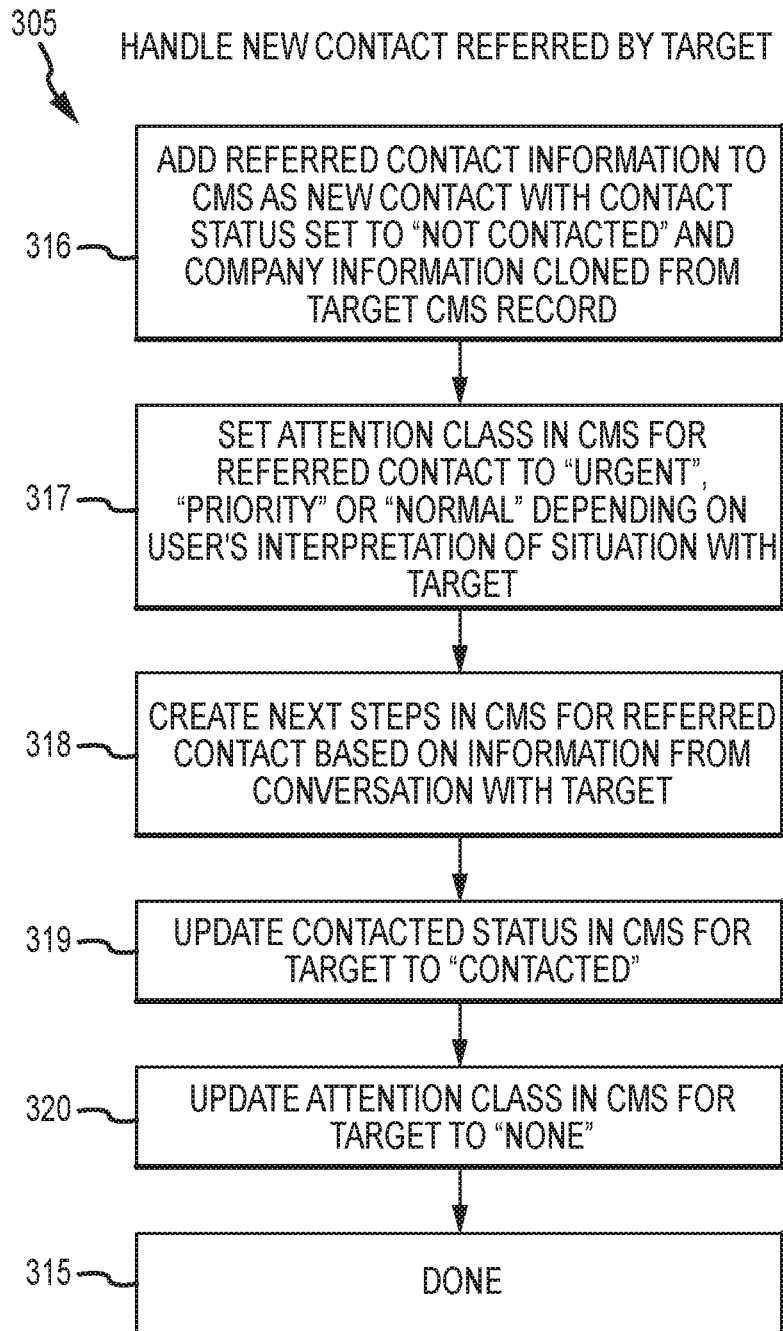 305
HANDLE NEW CONTACT REFERRED BY TARGET
ADD REFERRED CONTACT INFORMATION TO
CMS AS NEW CONTACT WITH CONTACT
STATUS SET TO “NOT CONTACTED” AND
COMPANY INFORMATION CLONED FROM
TARGET CMS RECORD
316
SET ATTENTION CLASS IN CMS FOR
REFERRED CONTACT TO “URGENT”,
“PRIORITY” OR “NORMAL” DEPENDING ON
USER'S INTERPRETATION OF SITUATION WITH
TARGET
317
CREATE NEXT STEPS IN CMS FOR REFERRED
CONTACT BASED ON INFORMATION FROM
CONVERSATION WITH TARGET
318
UPDATE CONTACTED STATUS IN CMS FOR
TARGET TO “CONTACTED”
319
UPDATE ATTENTION CLASS IN CMS FOR
TARGET TO “NONE”
320
DONE
315